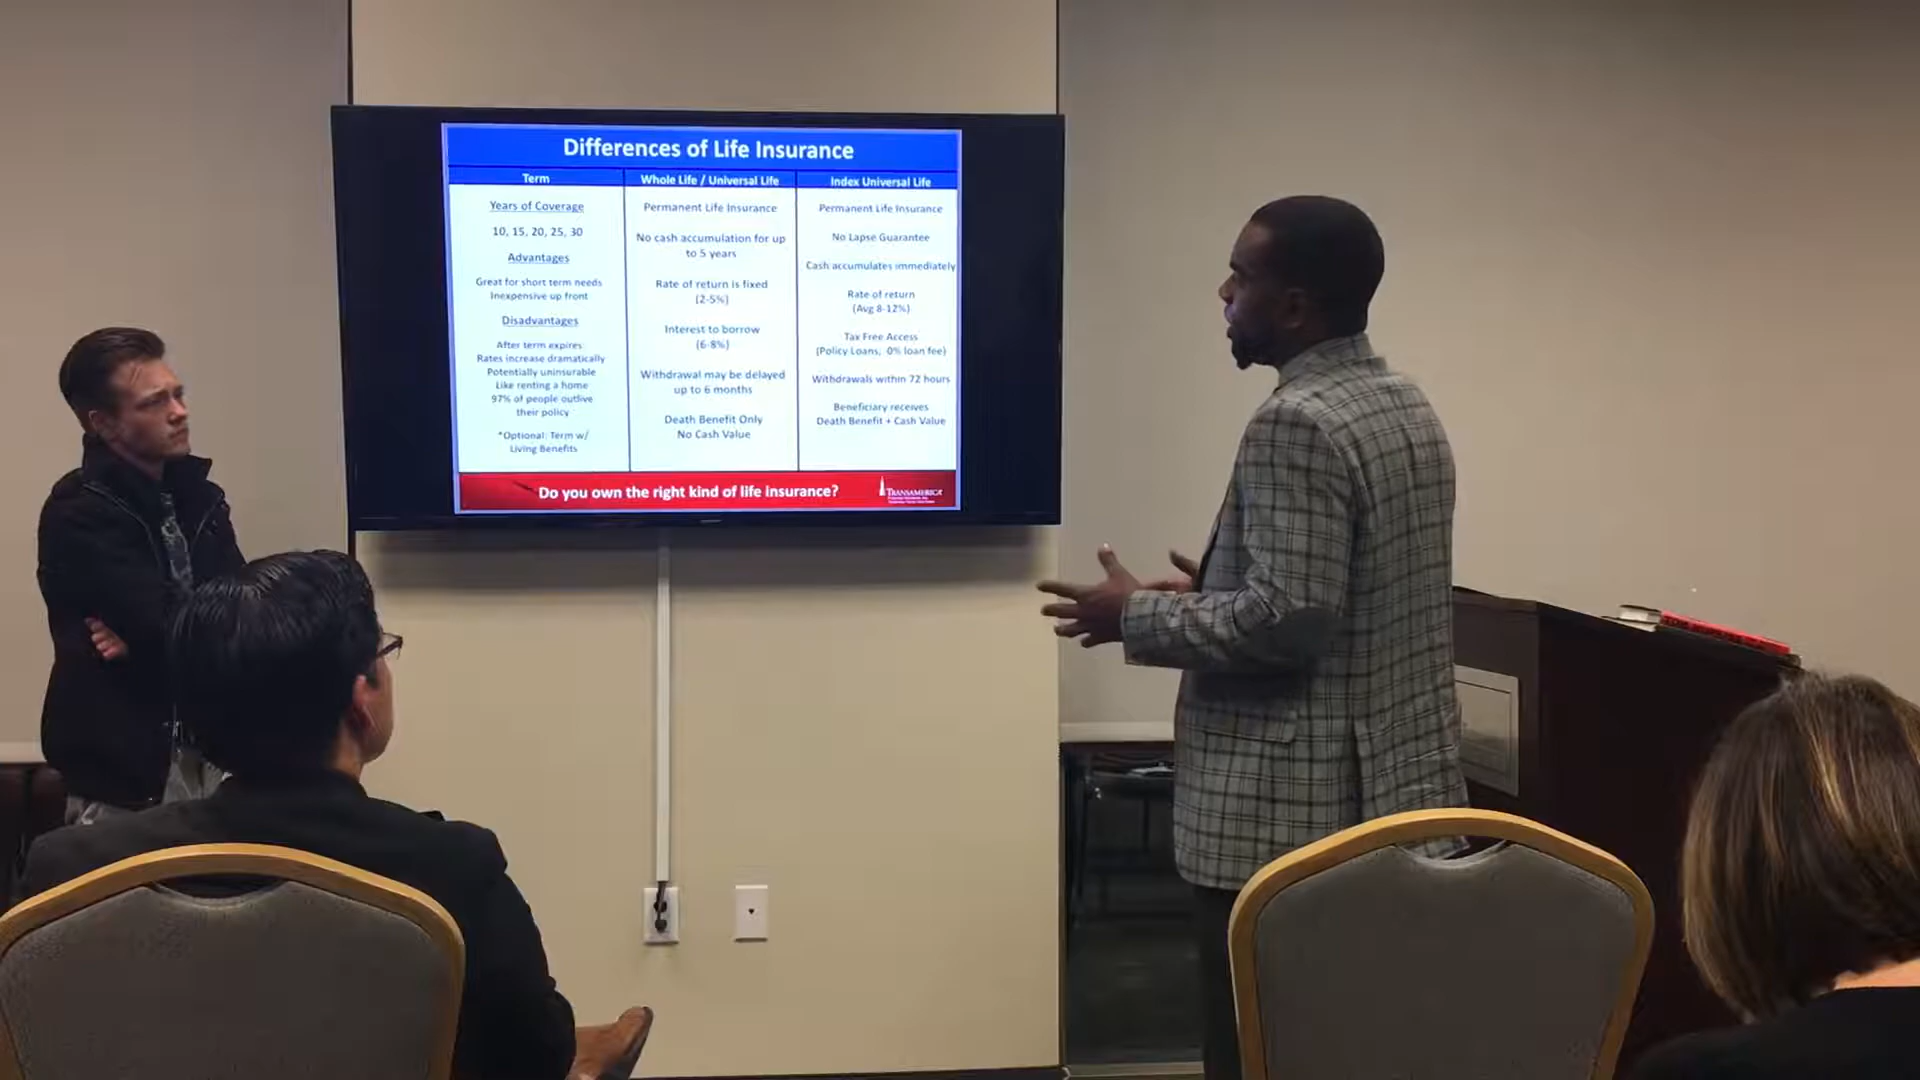 Differences of Life Insurance
Term
Years of Coverage
10, 15, 20, 25, 30
Advantages
Great for short term needs
Inexpensive up front
Disadvantages
After term expires:
Rates increase dramatically
Potentially uninsurable
Like renting a home
97% of people outlive
their policy
*Optional: Term w/
Living Benefits
Whole Life / Universal Life
Permanent Life Insurance
No cash accumulation for up
to 5 years
Rate of return is fixed
(2-5%)
Interest to borrow
(6-8%)
Withdrawal may be delayed
up to 6 months
Death Benefit Only
No Cash Value
Index Universal Life
Permanent Life Insurance
No Lapse Guarantee
Cash accumulates immediately
Rate of return
(Avg 8-12%)
Tax Free Access
(Policy Loans, 0% loan fee)
Withdrawals within 72 hours
Beneficiary receives
Death Benefit + Cash Value
Do you own the right kind of life insurance?
TRANSAMERICA